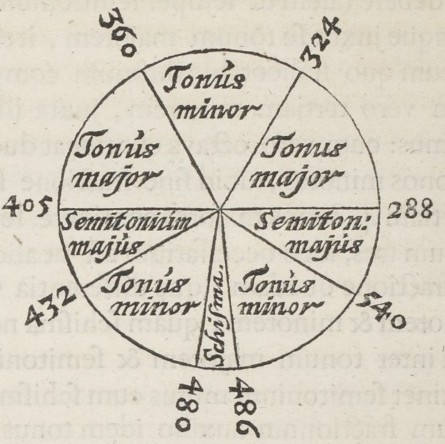 360
324
Tonus
minor
Tonus
major
Tonus
major
405
288
Semitonium
majus
Semiton:
majus
Tonus
minor
Tonus
minor
Schisma.
432
540
480
486